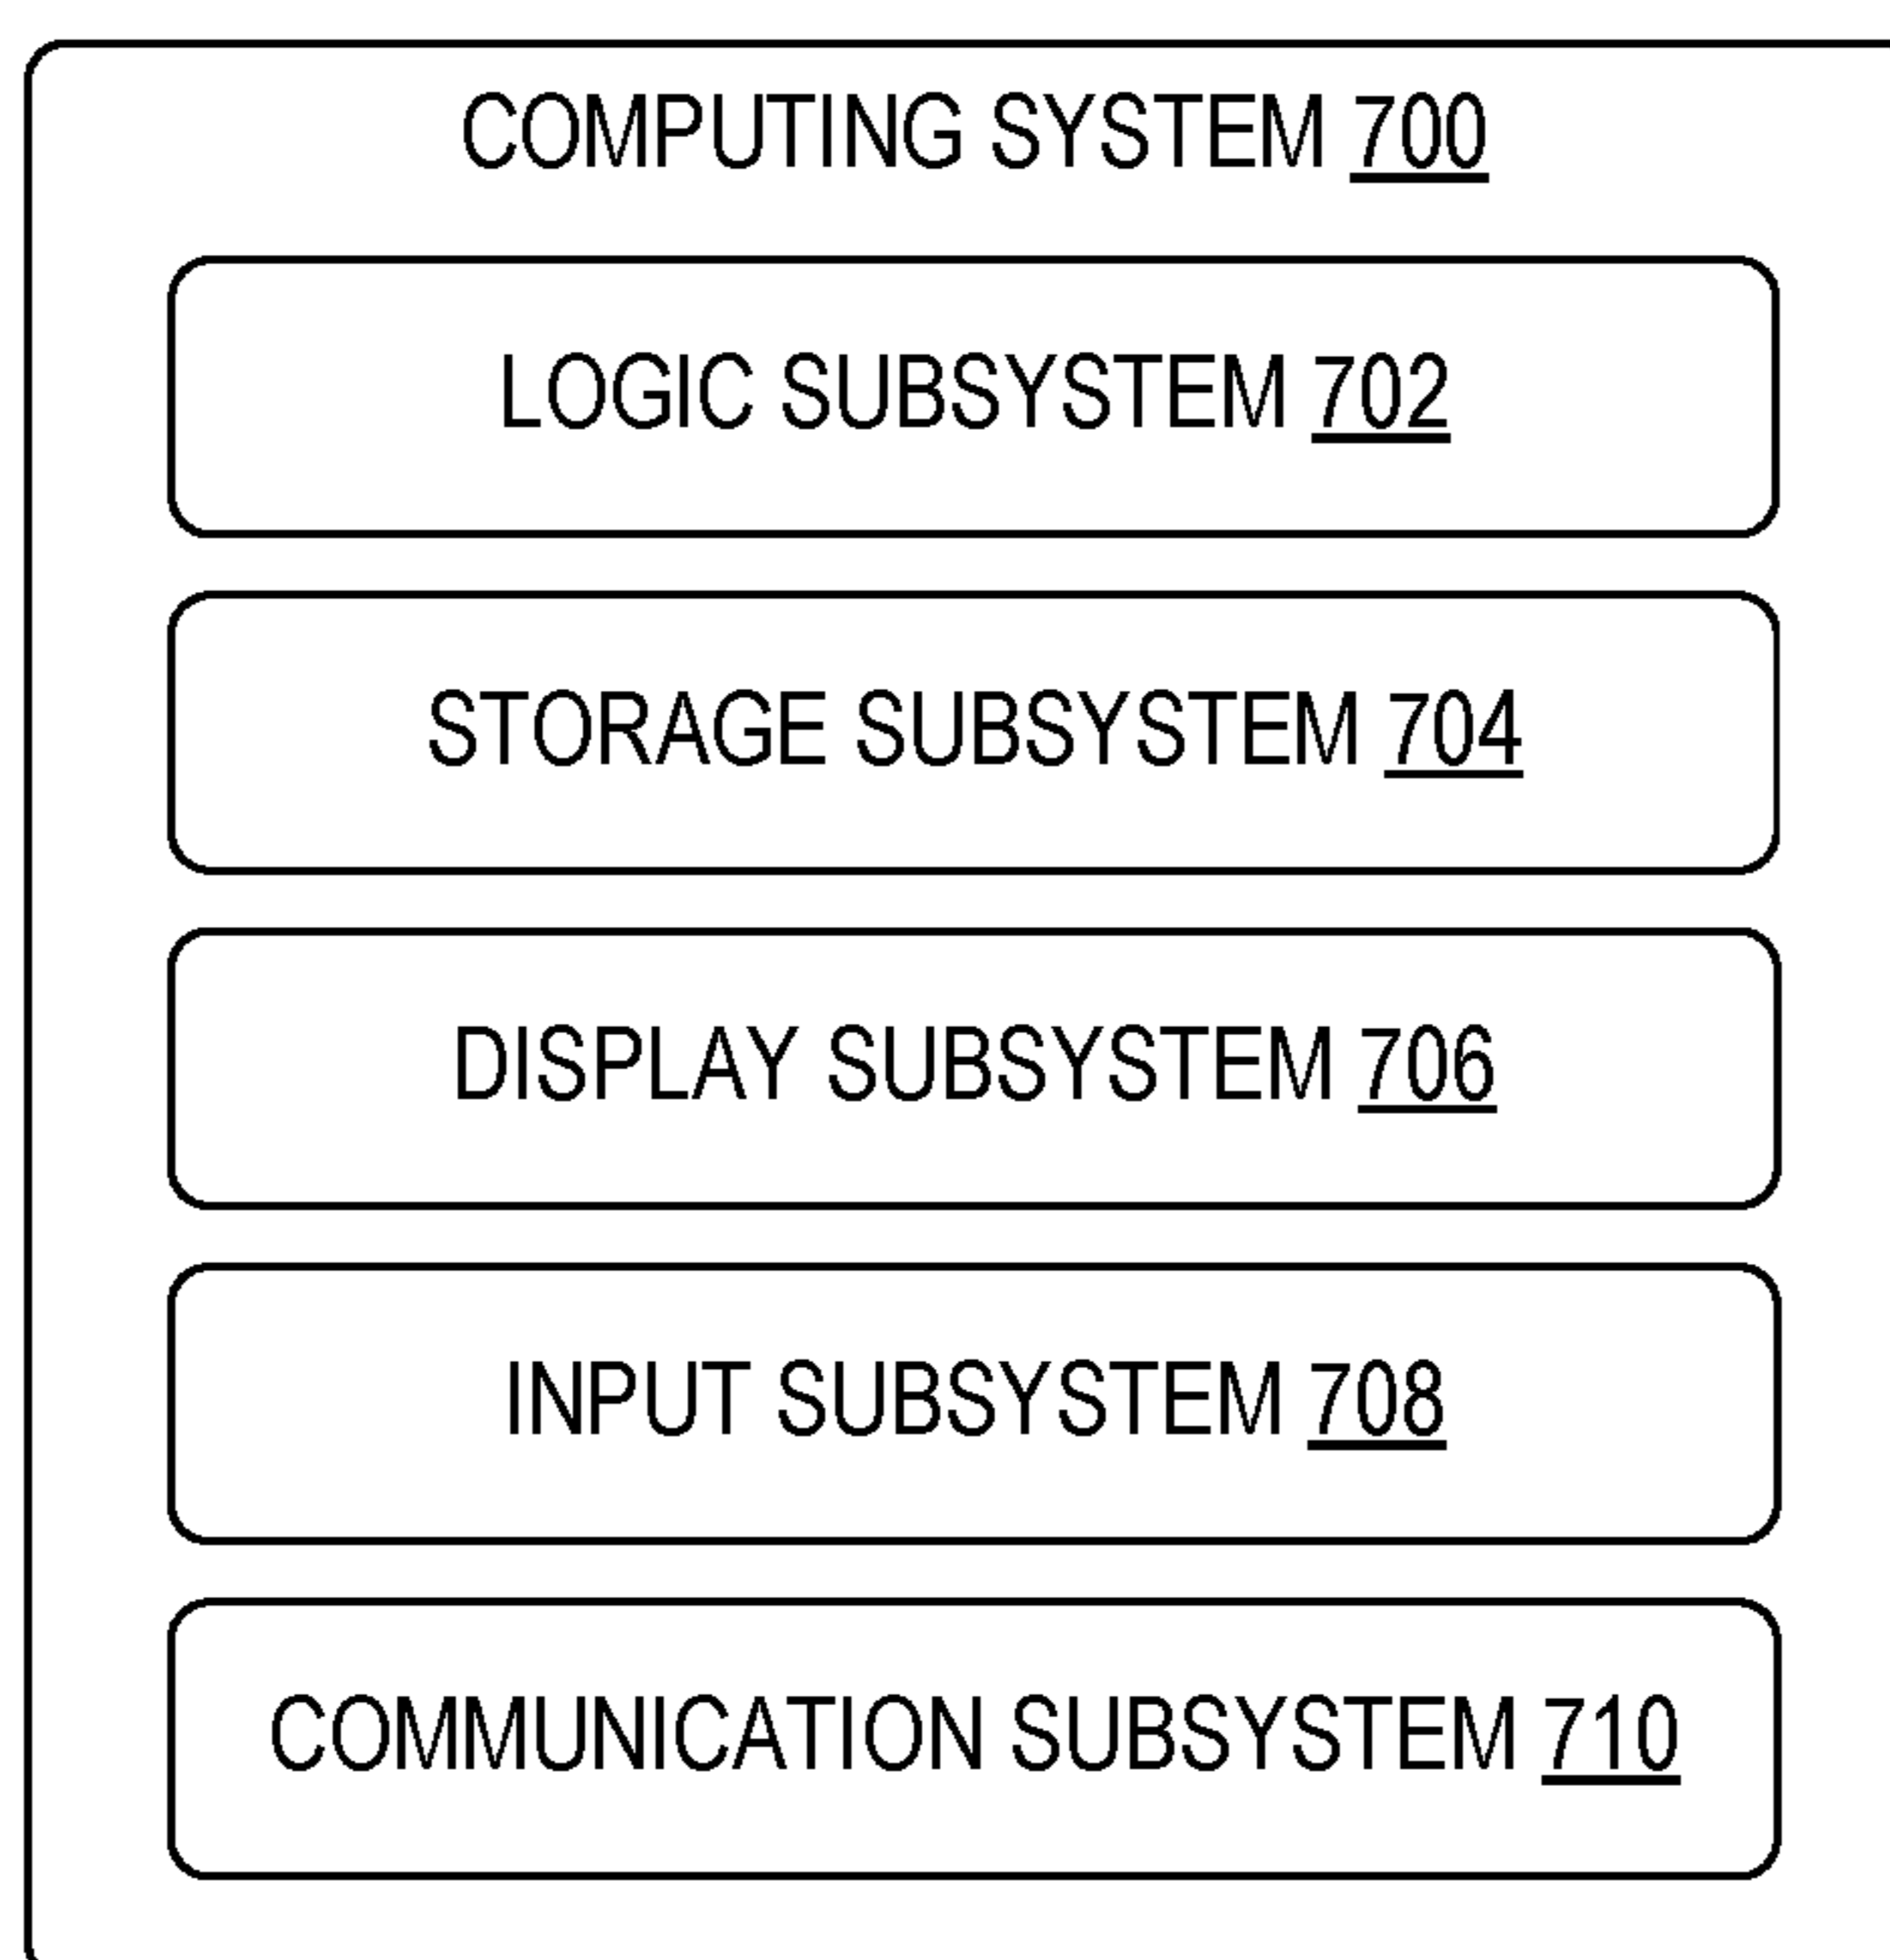 COMPUTING SYSTEM 700
LOGIC SUBSYSTEM 702
STORAGE SUBSYSTEM 704
DISPLAY SUBSYSTEM 706
INPUT SUBSYSTEM 708
COMMUNICATION SUBSYSTEM 710